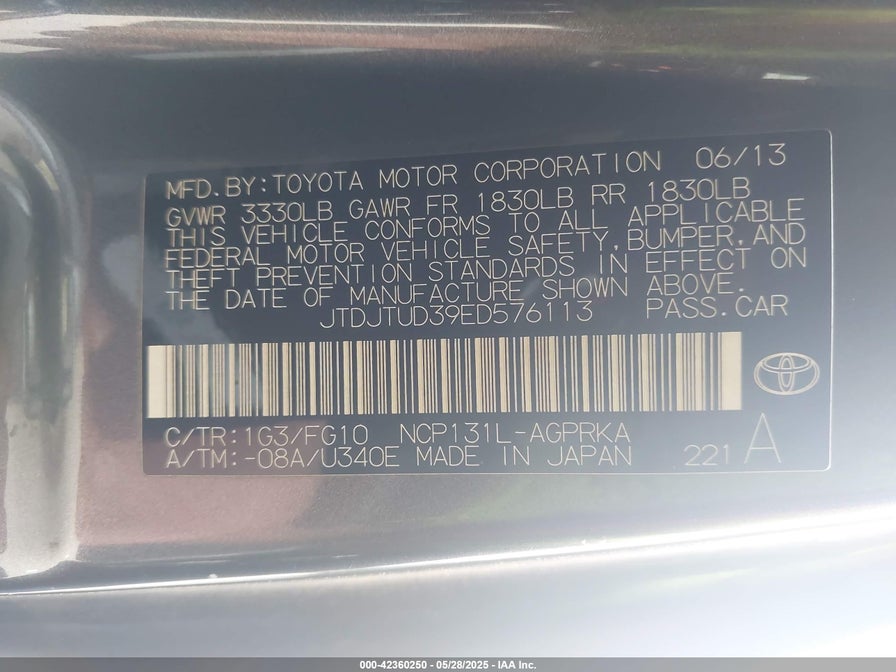 MFD. BY: TOYOTA MOTOR CORPORATION 06/13
GVWR 3330LB GAWR FR 1830LB RR 1830LB
THIS VEHICLE CONFORMS TO ALL APPLICABLE
FEDERAL MOTOR VEHICLE SAFETY, BUMPER, AND
THEFT PREVENTION STANDARDS IN EFFECT ON
THE DATE OF MANUFACTURE SHOWN ABOVE.
JTDJTUD39ED576113 PASS. CAR
C/TR: 1G3/FG10 NCP131L-AGPRKA
A/TM: -08A/U340E MADE IN JAPAN 221 A
000-42360250 - 05/28/2025 - IAA Inc.